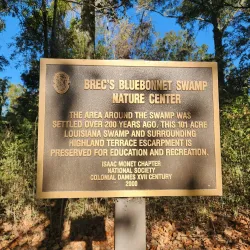 BREC'S BLUEBONNET SWAMP
NATURE CENTER
THE AREA AROUND THE SWAMP WAS
SETTLED OVER 200 YEARS AGO. THIS 101 ACRE
LOUISIANA SWAMP AND SURROUNDING
HIGHLAND TERRACE ESCARPMENT IS
PRESERVED FOR EDUCATION AND RECREATION.
ISAAC MONET CHAPTER
NATIONAL SOCIETY
COLONIAL DAMES XVII CENTURY
2008